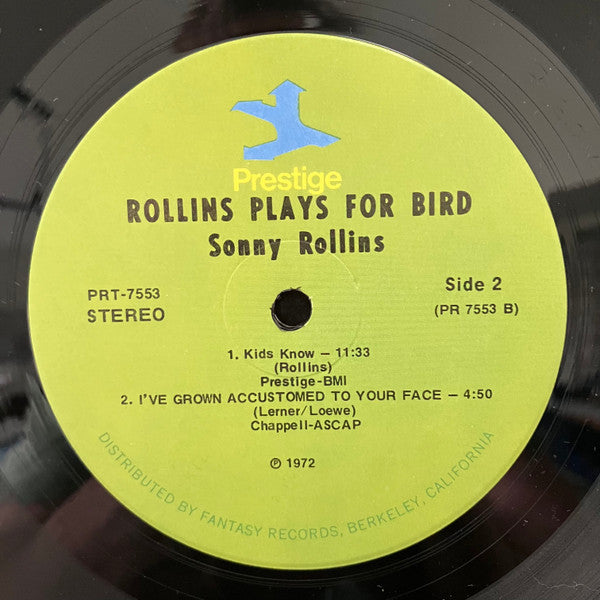 Prestige
ROLLINS PLAYS FOR BIRD
Sonny Rollins
PRT-7553
STEREO
Side 2
(PR 7553 B)
1. Kids Know — 11:33
(Rollins)
Prestige-BMI
2. I'VE GROWN ACCUSTOMED TO YOUR FACE — 4:50
(Lerner/Loewe)
Chappell-ASCAP
℗ 1972
DISTRIBUTED BY FANTASY RECORDS, BERKELEY, CALIFORNIA